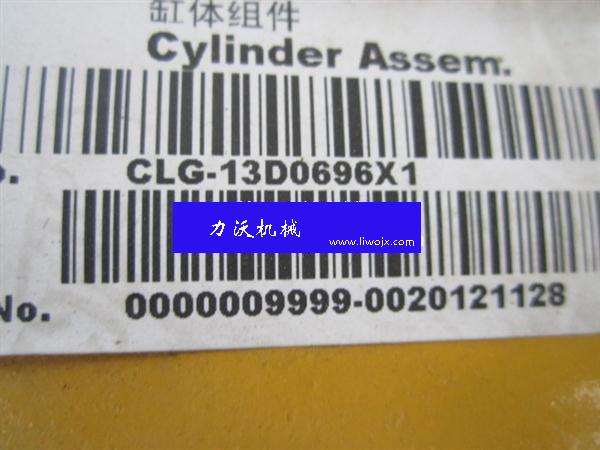 缸体组件
Cylinder Assem.
CLG-13D0696X1
力沃机械
www.liwojx.com
No. 0000009999-0020121128